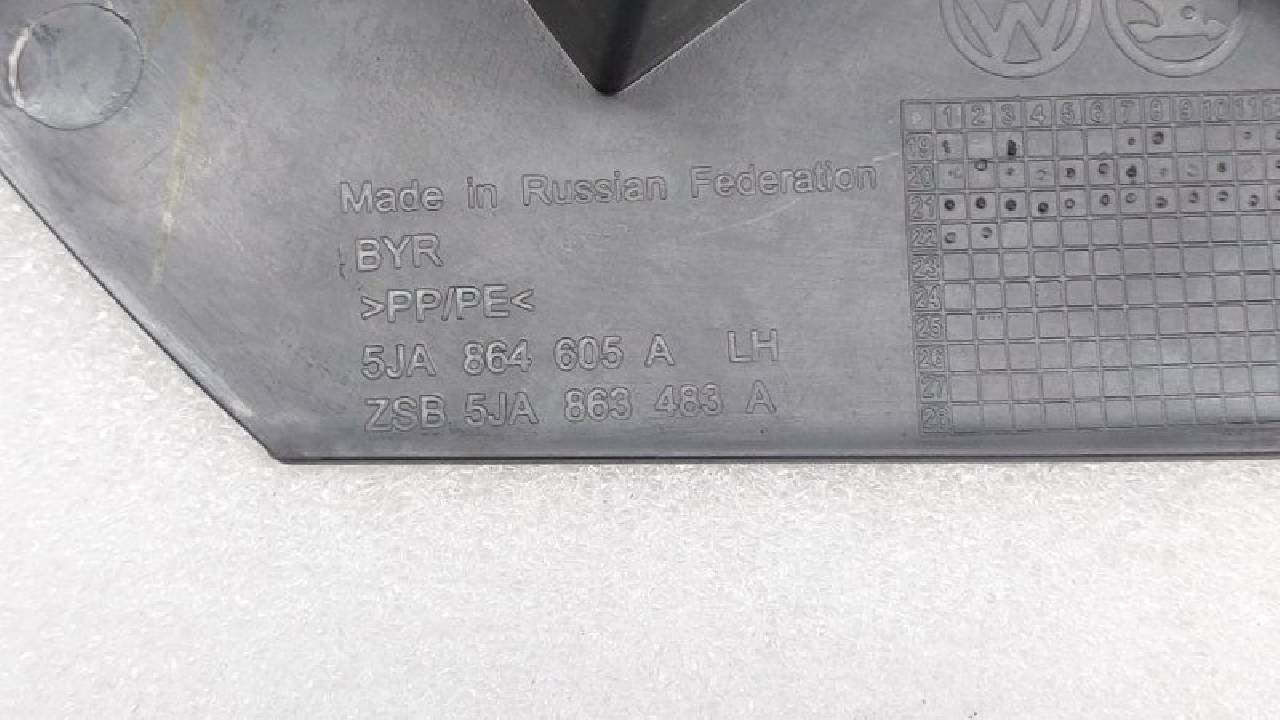 VW
1 2 3 4 5 6 7 8 9 10 11
19
20
21
22
23
24
25
26
27
28
Made in Russian Federation
BYR
>PP/PE<
5JA 864 605 A LH
ZSB 5JA 863 483 A